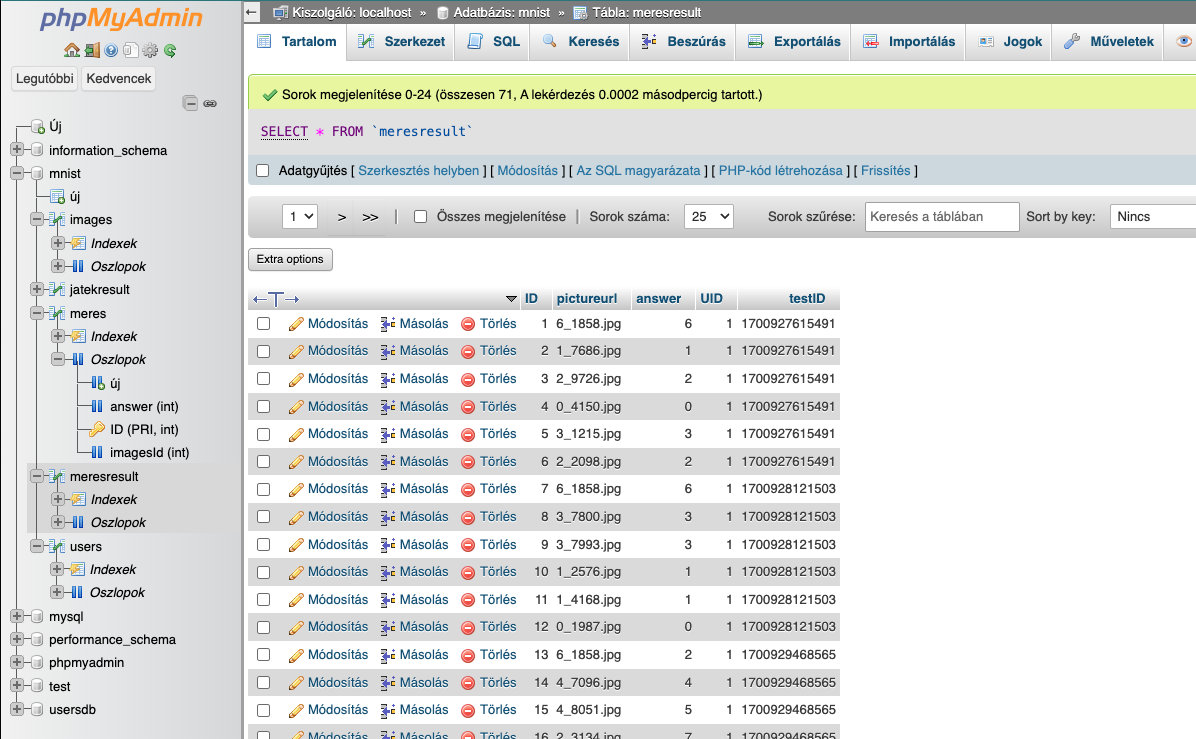 phpMyAdmin
Legutóbbi Kedvencek
Új
information_schema
mnist
új
images
Indexek
Oszlopok
jatekresult
meres
Indexek
Oszlopok
új
answer (int)
ID (PRI, int)
imagesId (int)
meresresult
Indexek
Oszlopok
users
Indexek
Oszlopok
mysql
performance_schema
phpmyadmin
test
usersdb
Kiszolgáló: localhost » Adatbázis: mnist » Tábla: meresresult
Tartalom Szerkezet SQL Keresés Beszúrás Exportálás Importálás Jogok Műveletek
Sorok megjelenítése 0-24 (összesen 71, A lekérdezés 0.0002 másodpercig tartott.)
SELECT * FROM `meresresult`
Adatgyűjtés [ Szerkesztés helyben ] [ Módosítás ] [ Az SQL magyarázata ] [ PHP-kód létrehozása ] [ Frissítés ]
1 > >> | Összes megjelenítése | Sorok száma: 25 Sorok szűrése: Keresés a táblában Sort by key: Nincs
Extra options
←T→ ID pictureurl answer UID testID
Módosítás Másolás Törlés 1 6_1858.jpg 6 1 1700927615491
Módosítás Másolás Törlés 2 1_7686.jpg 1 1 1700927615491
Módosítás Másolás Törlés 3 2_9726.jpg 2 1 1700927615491
Módosítás Másolás Törlés 4 0_4150.jpg 0 1 1700927615491
Módosítás Másolás Törlés 5 3_1215.jpg 3 1 1700927615491
Módosítás Másolás Törlés 6 2_2098.jpg 2 1 1700927615491
Módosítás Másolás Törlés 7 6_1858.jpg 6 1 1700928121503
Módosítás Másolás Törlés 8 3_7800.jpg 3 1 1700928121503
Módosítás Másolás Törlés 9 3_7993.jpg 3 1 1700928121503
Módosítás Másolás Törlés 10 1_2576.jpg 1 1 1700928121503
Módosítás Másolás Törlés 11 1_4168.jpg 1 1 1700928121503
Módosítás Másolás Törlés 12 0_1987.jpg 0 1 1700928121503
Módosítás Másolás Törlés 13 6_1858.jpg 2 1 1700929468565
Módosítás Másolás Törlés 14 4_7096.jpg 4 1 1700929468565
Módosítás Másolás Törlés 15 4_8051.jpg 5 1 1700929468565
Módosítás Másolás Törlés 16 2_3134.jpg 7 1 1700929468565